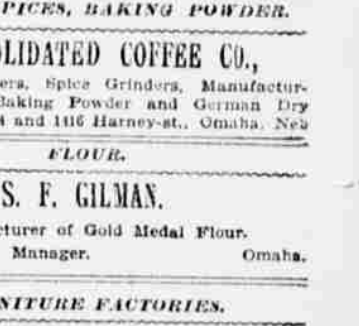 PICES, BAKING POWDER.
OLIDATED COFFEE CO.,
ers, Spice Grinders, Manufactur-
Baking Powder and German Dry
4 and 1416 Harney-st., Omaha, Neb
FLOUR.
S. F. GILMAN.
cturer of Gold Medal Flour.
Manager. Omaha.
NITURE FACTORIES.